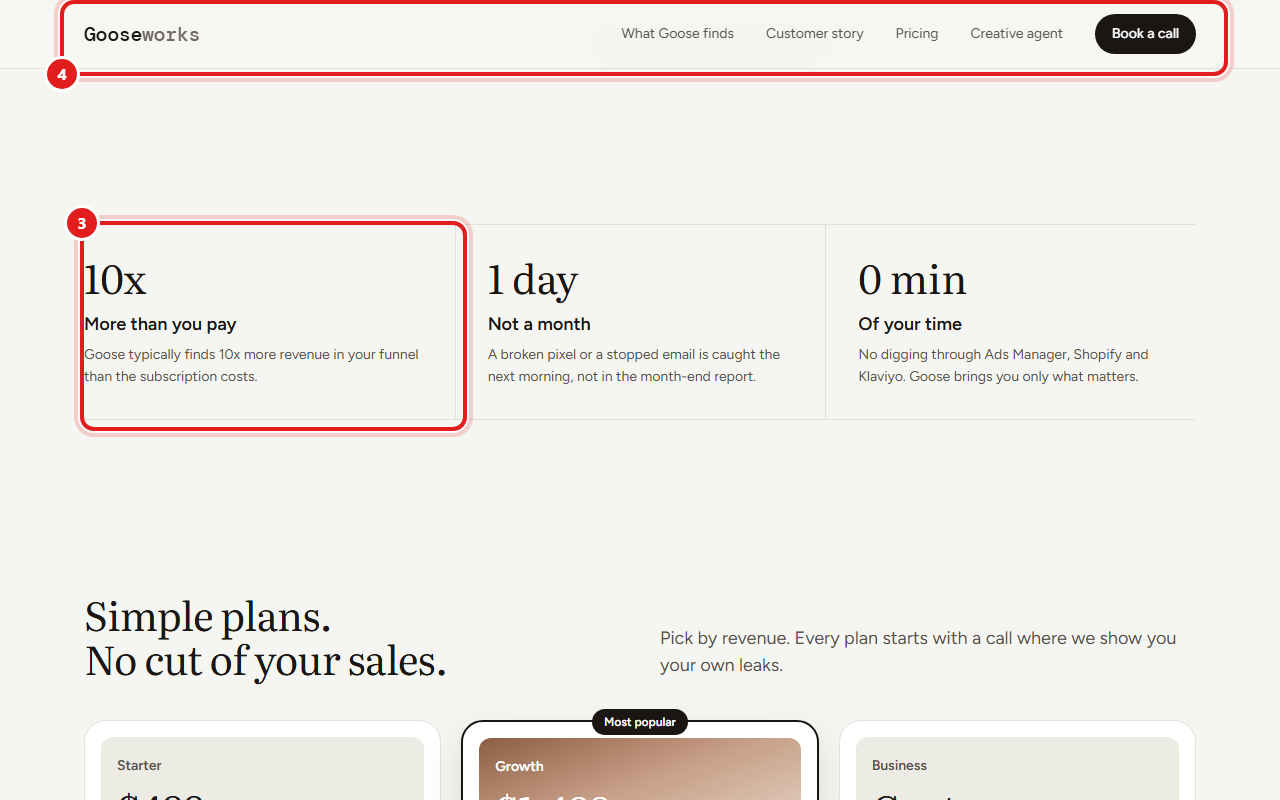 Gooseworks
What Goose finds
Customer story
Pricing
Creative agent
Book a call
4
3
10x
More than you pay
Goose typically finds 10x more revenue in your funnel
than the subscription costs.
1 day
Not a month
A broken pixel or a stopped email is caught the
next morning, not in the month-end report.
0 min
Of your time
No digging through Ads Manager, Shopify and
Klaviyo. Goose brings you only what matters.
Simple plans.
No cut of your sales.
Pick by revenue. Every plan starts with a call where we show you
your own leaks.
Starter
Most popular
Growth
Business